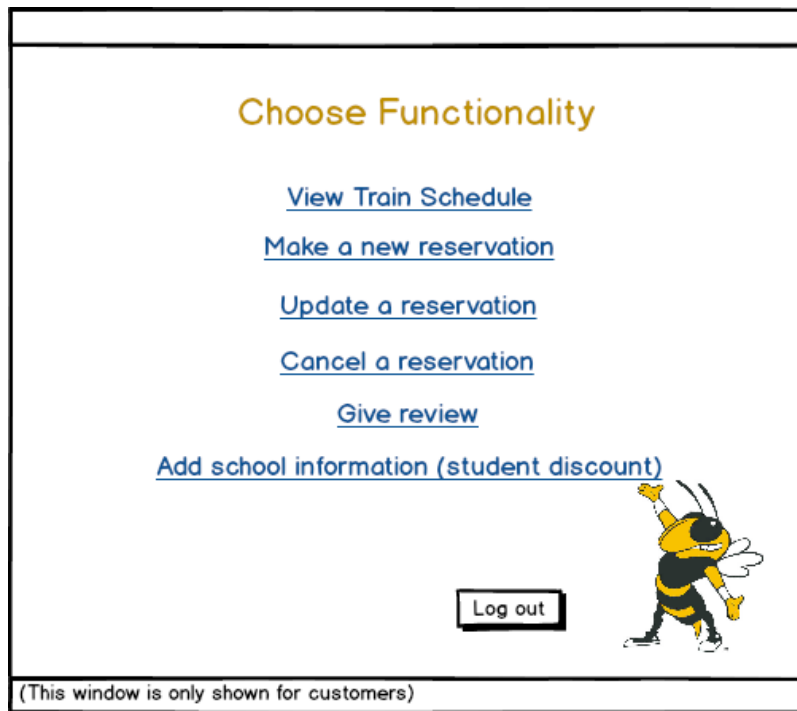 Choose Functionality
View Train Schedule
Make a new reservation
Update a reservation
Cancel a reservation
Give review
Add school information (student discount)
Log out
(This window is only shown for customers)